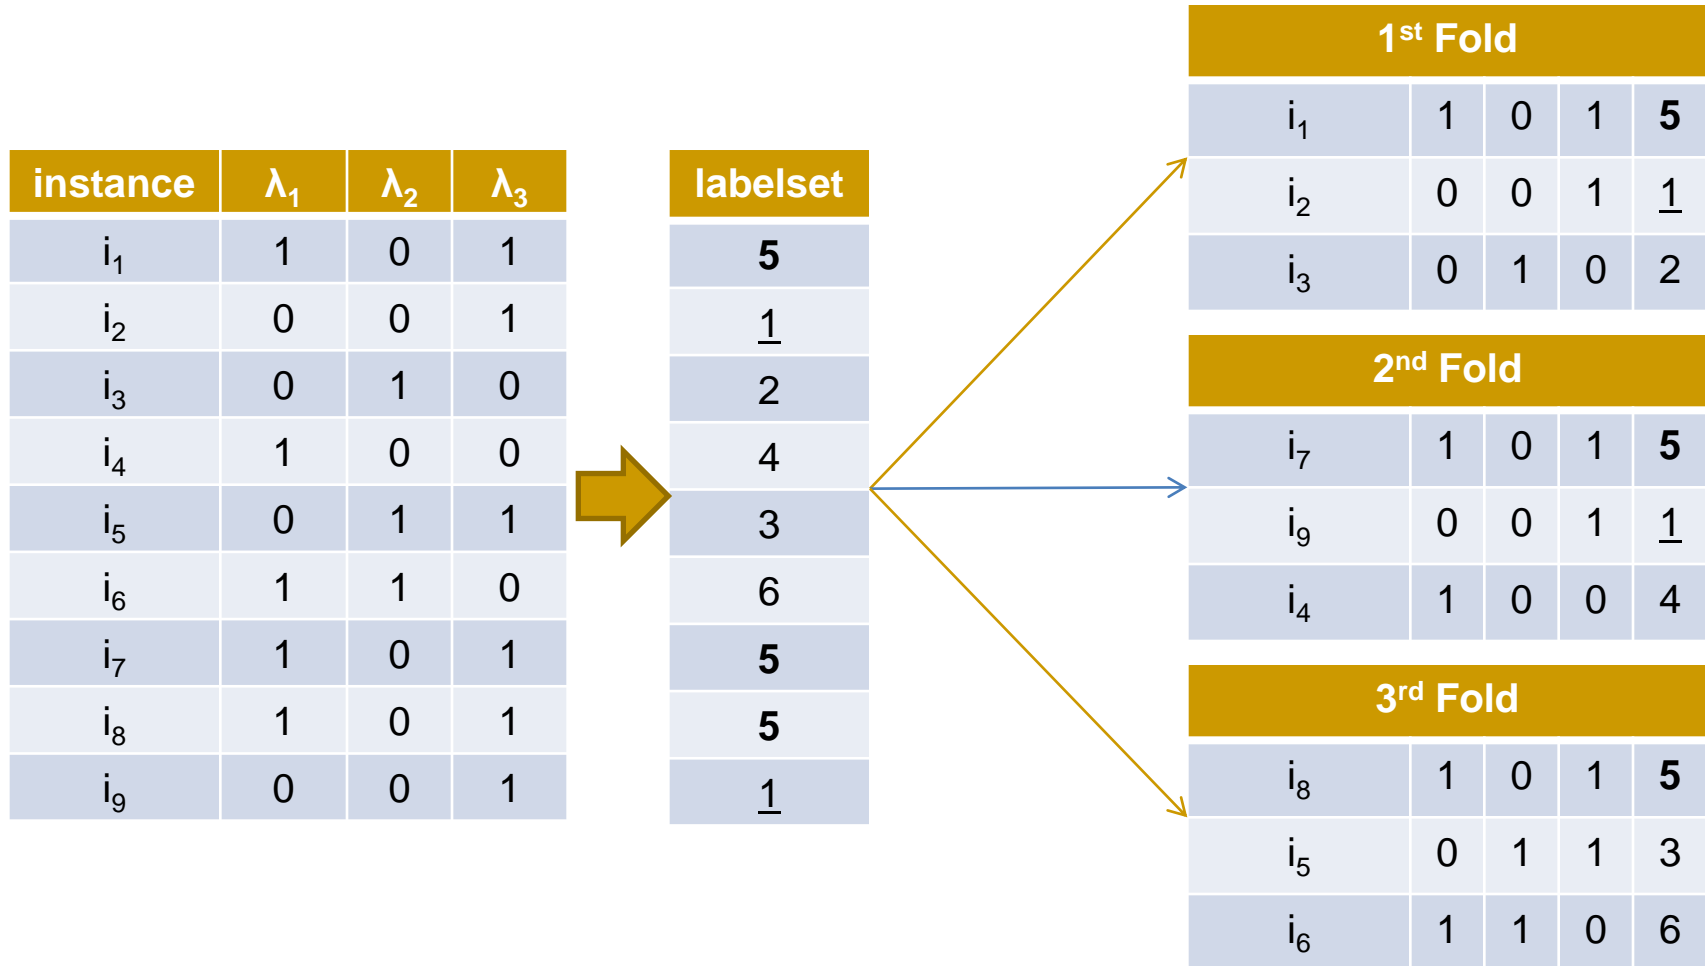 instance λ₁ λ₂ λ₃
i₁ 1 0 1
i₂ 0 0 1
i₃ 0 1 0
i₄ 1 0 0
i₅ 0 1 1
i₆ 1 1 0
i₇ 1 0 1
i₈ 1 0 1
i₉ 0 0 1
labelset
5
1
2
4
3
6
5
5
1
1st Fold
i₁ 1 0 1 5
i₂ 0 0 1 1
i₃ 0 1 0 2
2nd Fold
i₇ 1 0 1 5
i₉ 0 0 1 1
i₄ 1 0 0 4
3rd Fold
i₈ 1 0 1 5
i₅ 0 1 1 3
i₆ 1 1 0 6